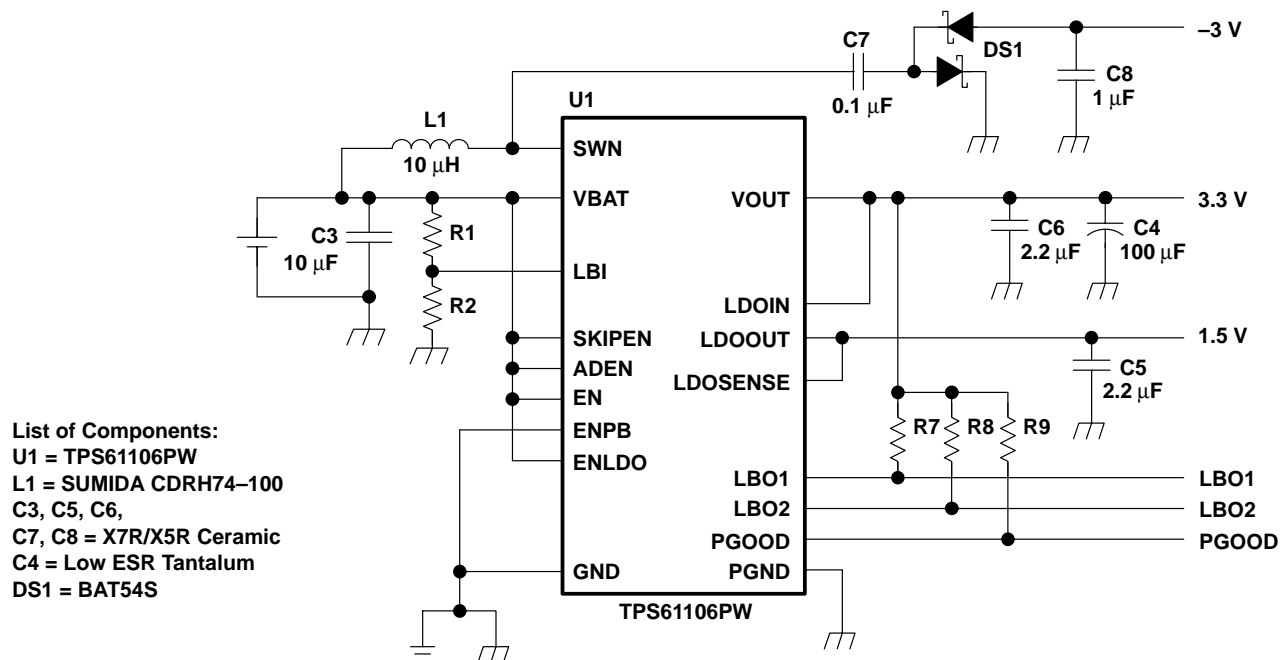 –3 V
C7
DS1
0.1 μF
C8
1 μF
U1
L1
10 μH
SWN
VBAT
VOUT
3.3 V
C3
10 μF
R1
C6
2.2 μF
C4
100 μF
LBI
R2
LDOIN
SKIPEN
LDOOUT
1.5 V
ADEN
LDOSENSE
C5
2.2 μF
EN
ENPB
R7
R8
R9
ENLDO
LBO1
LBO1
LBO2
LBO2
PGOOD
PGOOD
GND
PGND
TPS61106PW
List of Components:
U1 = TPS61106PW
L1 = SUMIDA CDRH74–100
C3, C5, C6,
C7, C8 = X7R/X5R Ceramic
C4 = Low ESR Tantalum
DS1 = BAT54S